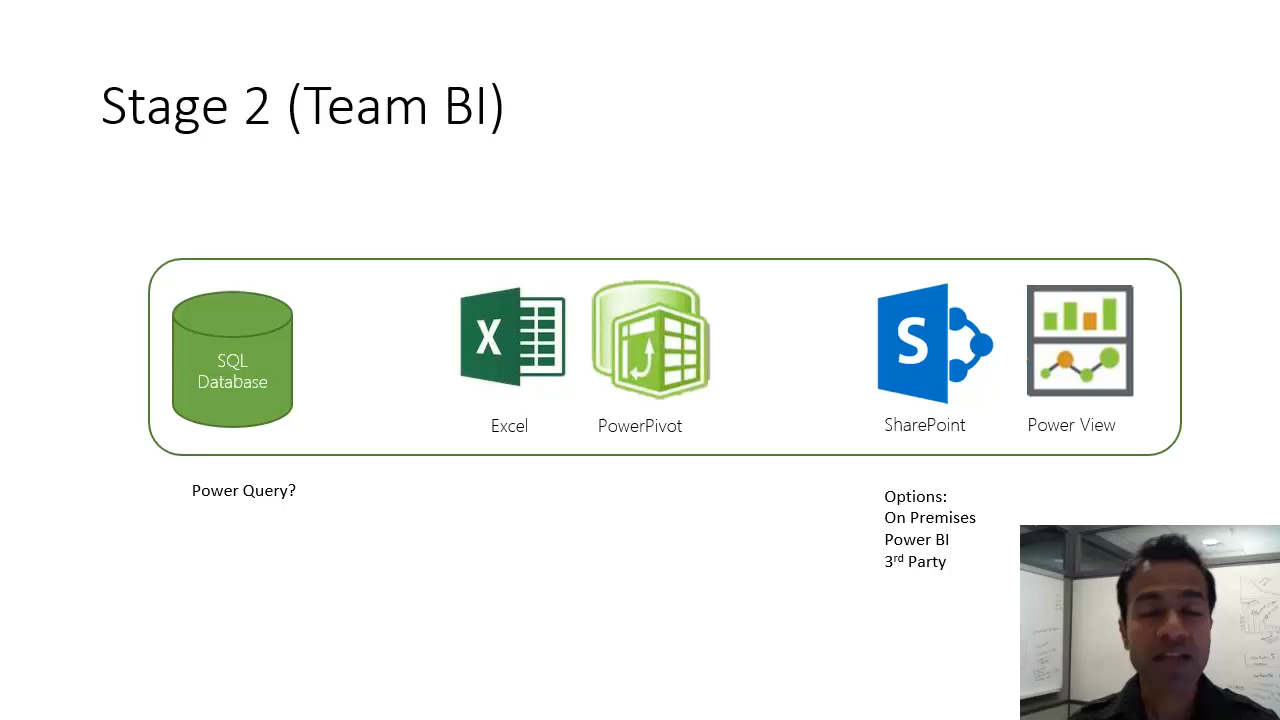 Stage 2 (Team BI)
SQL
Database
X
S
Excel
PowerPivot
SharePoint
Power View
Power Query?
Options:
On Premises
Power BI
3rd Party